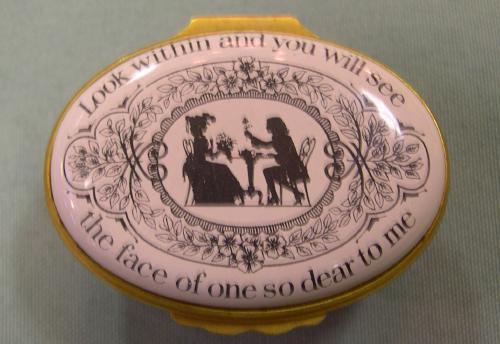 Look within and you will see
the face of one so dear to me